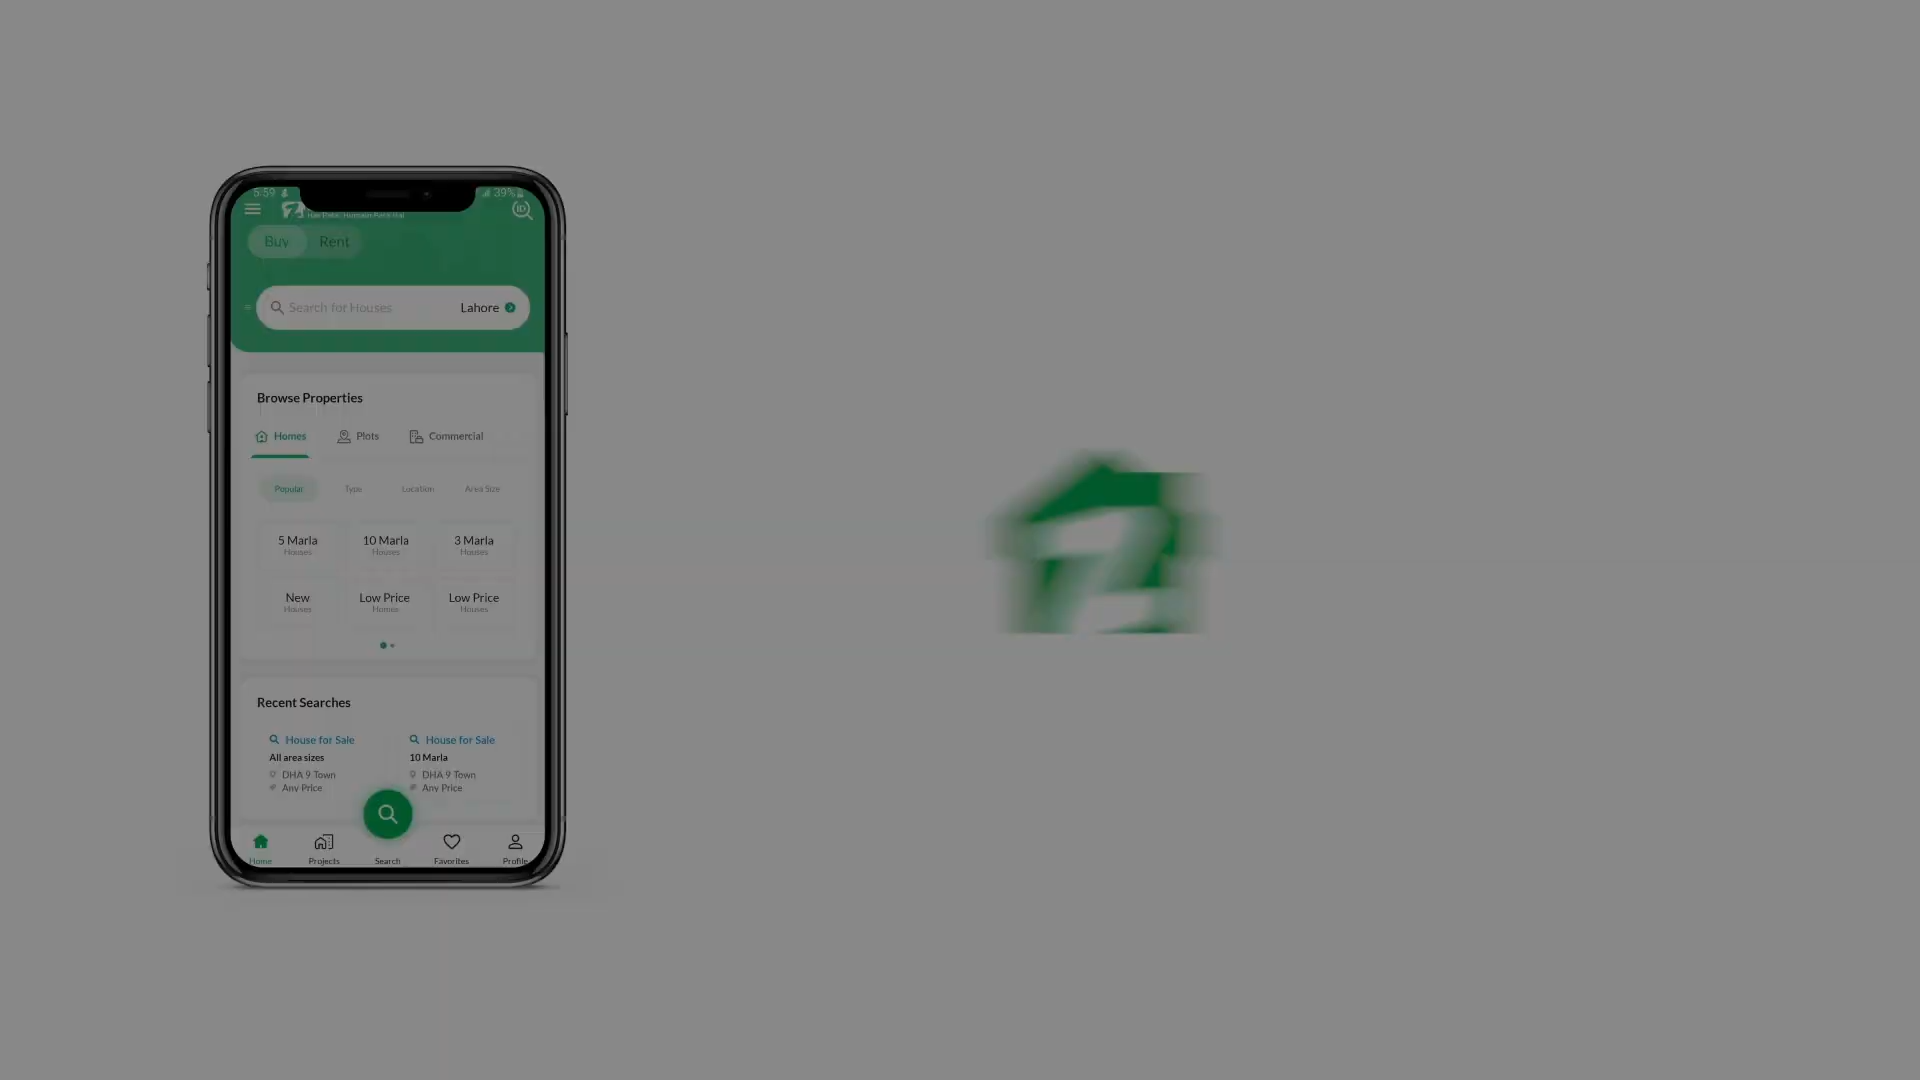 5:59 39%
Buy Rent
Search for Houses Lahore
Browse Properties
Homes Plots Commercial
Popular Type Location Area Size
5 Marla 10 Marla 3 Marla
Houses Houses Houses
New Low Price Low Price
Houses Homes Houses
Recent Searches
House for Sale House for Sale
All area sizes 10 Marla
DHA 9 Town DHA 9 Town
Any Price Any Price
Home Projects Search Favorites Profile